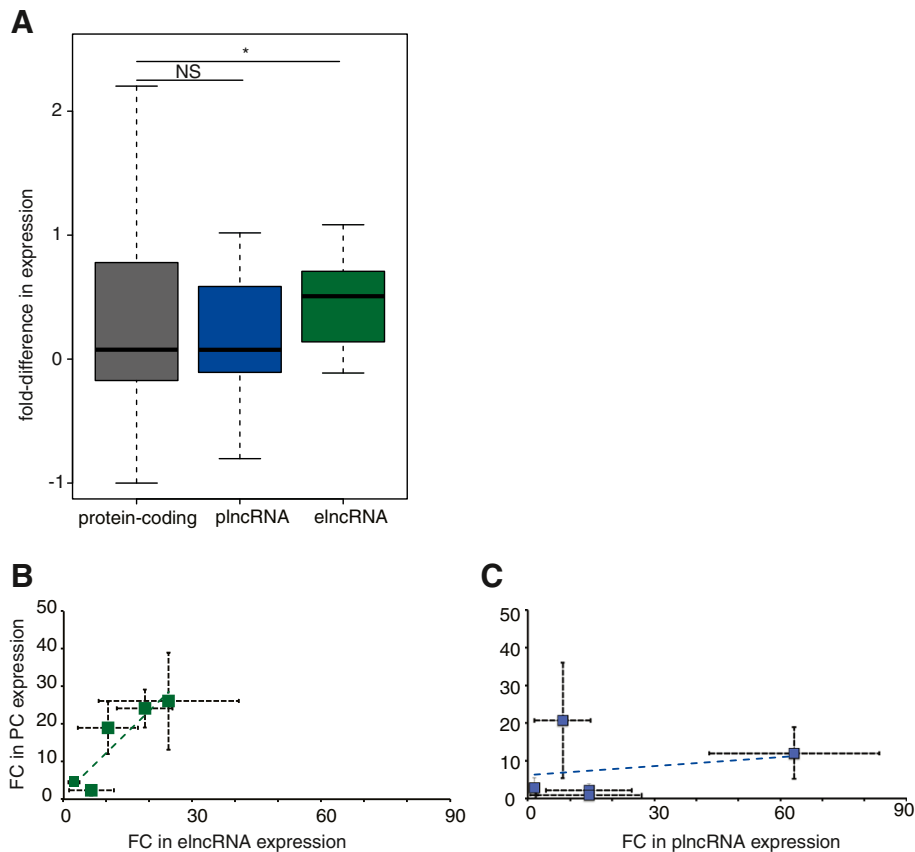 A
*
NS
2
1
0
-1
fold-difference in expression
protein-coding plncRNA elncRNA
B
50
40
30
20
10
0
FC in PC expression
0 30 60 90
FC in elncRNA expression
C
50
40
30
20
10
0
0 30 60 90
FC in plncRNA expression